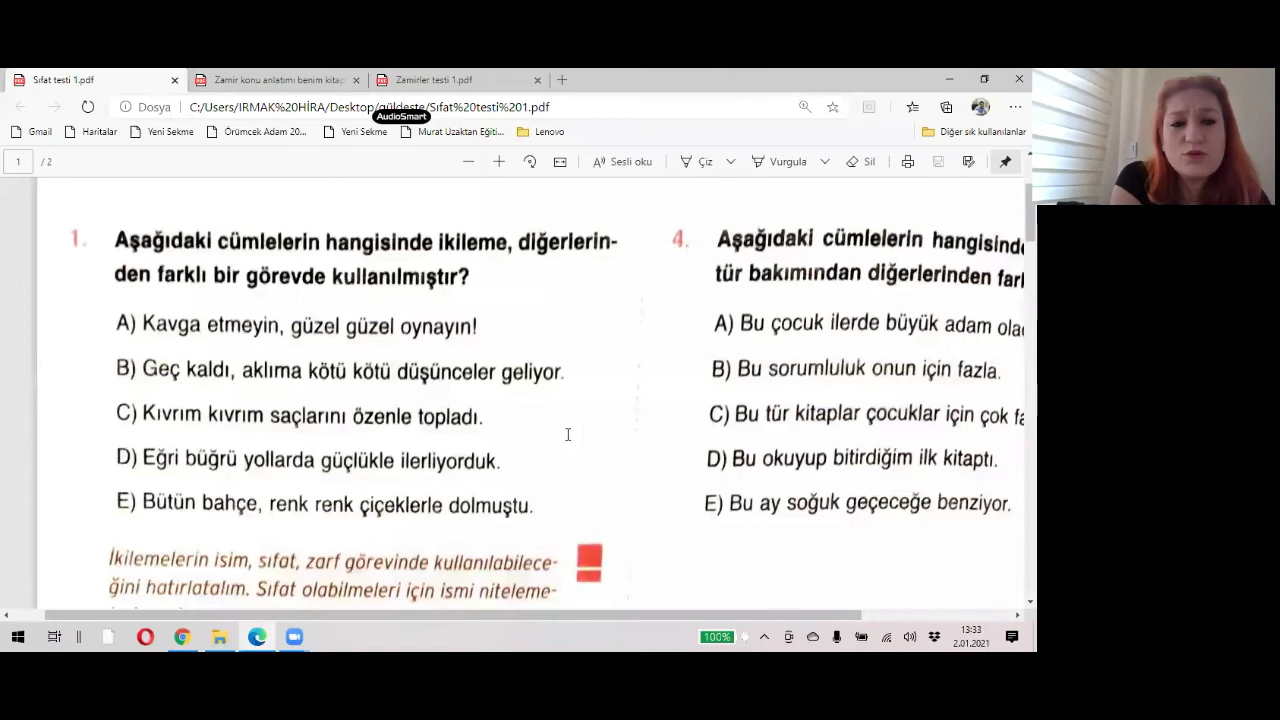 Sıfat testi 1.pdf
Zamir konu anlatımı benim kitap
Zamirler testi 1.pdf
Dosya
C:/Users/IRMAK%20HİRA/Desktop/güldeste/Sıfat%20testi%201.pdf
AudioSmart
Gmail
Haritalar
Yeni Sekme
Örümcek Adam 20...
Yeni Sekme
Murat Uzaktan Eğiti...
Lenovo
Diğer sık kullanılanlar
1 / 2
Sesli oku
Çiz
Vurgula
Sil
1. Aşağıdaki cümlelerin hangisinde ikileme, diğerlerin-
den farklı bir görevde kullanılmıştır?
A) Kavga etmeyin, güzel güzel oynayın!
B) Geç kaldı, aklıma kötü kötü düşünceler geliyor.
C) Kıvrım kıvrım saçlarını özenle topladı.
D) Eğri büğrü yollarda güçlükle ilerliyorduk.
E) Bütün bahçe, renk renk çiçeklerle dolmuştu.
İkilemelerin isim, sıfat, zarf görevinde kullanılabilece-
ğini hatırlatalım. Sıfat olabilmeleri için ismi niteleme-
4. Aşağıdaki cümlelerin hangisind
tür bakımından diğerlerinden farl
A) Bu çocuk ilerde büyük adam ola
B) Bu sorumluluk onun için fazla.
C) Bu tür kitaplar çocuklar için çok fa
D) Bu okuyup bitirdiğim ilk kitaptı.
E) Bu ay soğuk geçeceğe benziyor.
100%
13:33
2.01.2021